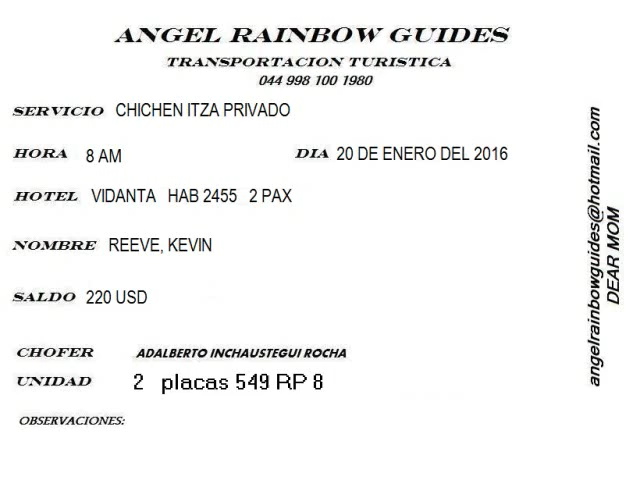 ANGEL RAINBOW GUIDES
TRANSPORTACION TURISTICA
044 998 100 1980
SERVICIO CHICHEN ITZA PRIVADO
HORA 8 AM DIA 20 DE ENERO DEL 2016
HOTEL VIDANTA HAB 2455 2 PAX
NOMBRE REEVE, KEVIN
SALDO 220 USD
CHOFER ADALBERTO INCHAUSTEGUI ROCHA
UNIDAD 2 placas 549 RP 8
OBSERVACIONES:
angelrainbowguides@hotmail.com
DEAR MOM